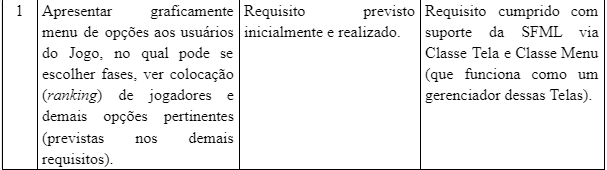 1
Apresentar graficamente
menu de opções aos usuários
do Jogo, no qual pode se
escolher fases, ver colocação
(ranking) de jogadores e
demais opções pertinentes
(previstas nos demais
requisitos).
Requisito previsto
inicialmente e realizado.
Requisito cumprido com
suporte da SFML via
Classe Tela e Classe Menu
(que funciona como um
gerenciador dessas Telas).